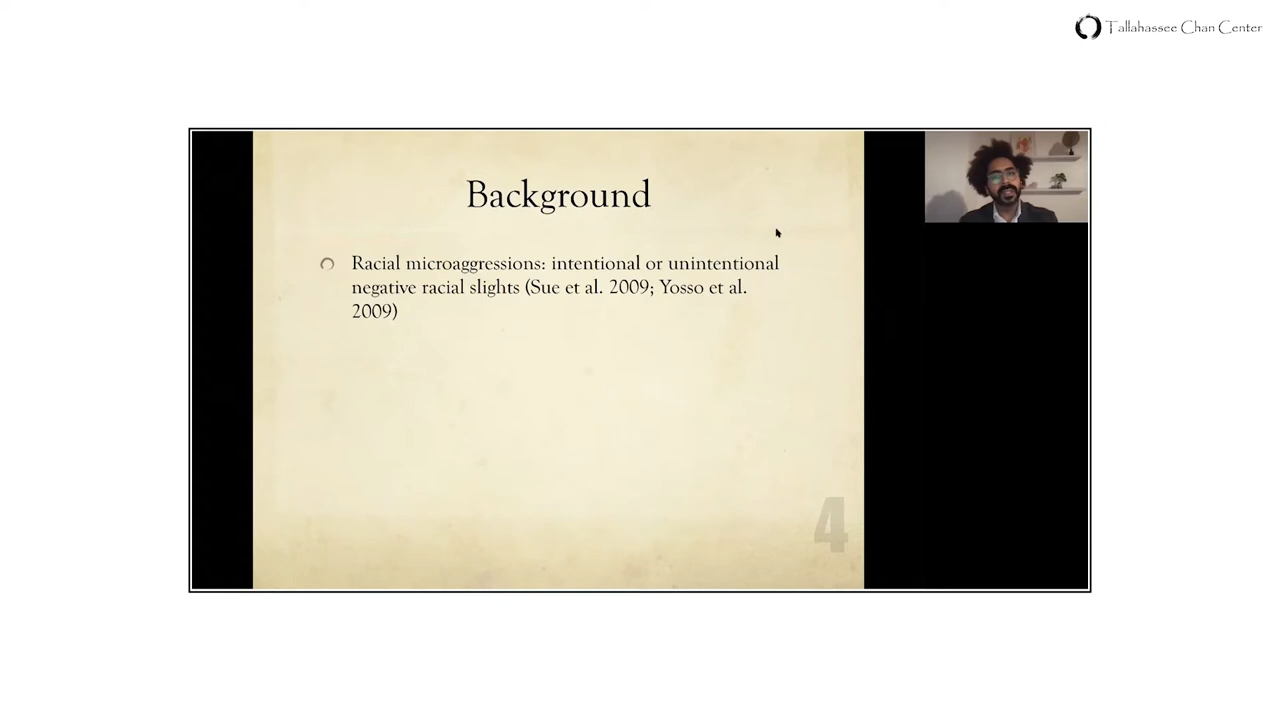 Tallahassee Chan Center
Background
Racial microaggressions: intentional or unintentional
negative racial slights (Sue et al. 2009; Yosso et al.
2009)
4